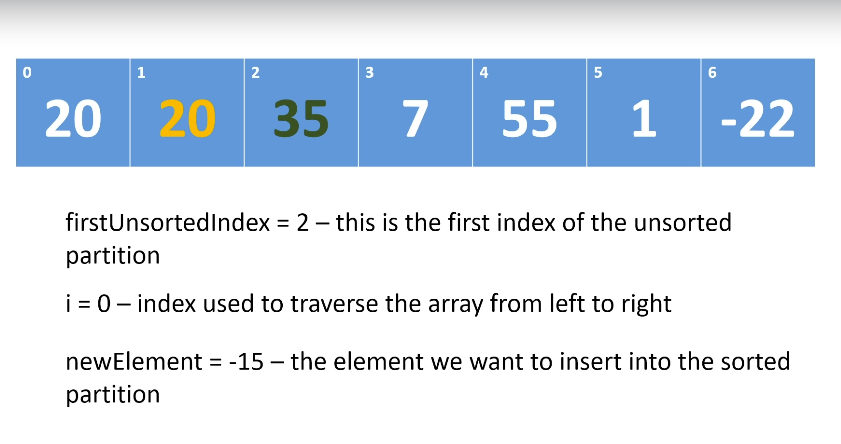 0 1 2 3 4 5 6
20 20 35 7 55 1 -22
firstUnsortedIndex = 2 – this is the first index of the unsorted
partition
i = 0 – index used to traverse the array from left to right
newElement = -15 – the element we want to insert into the sorted
partition